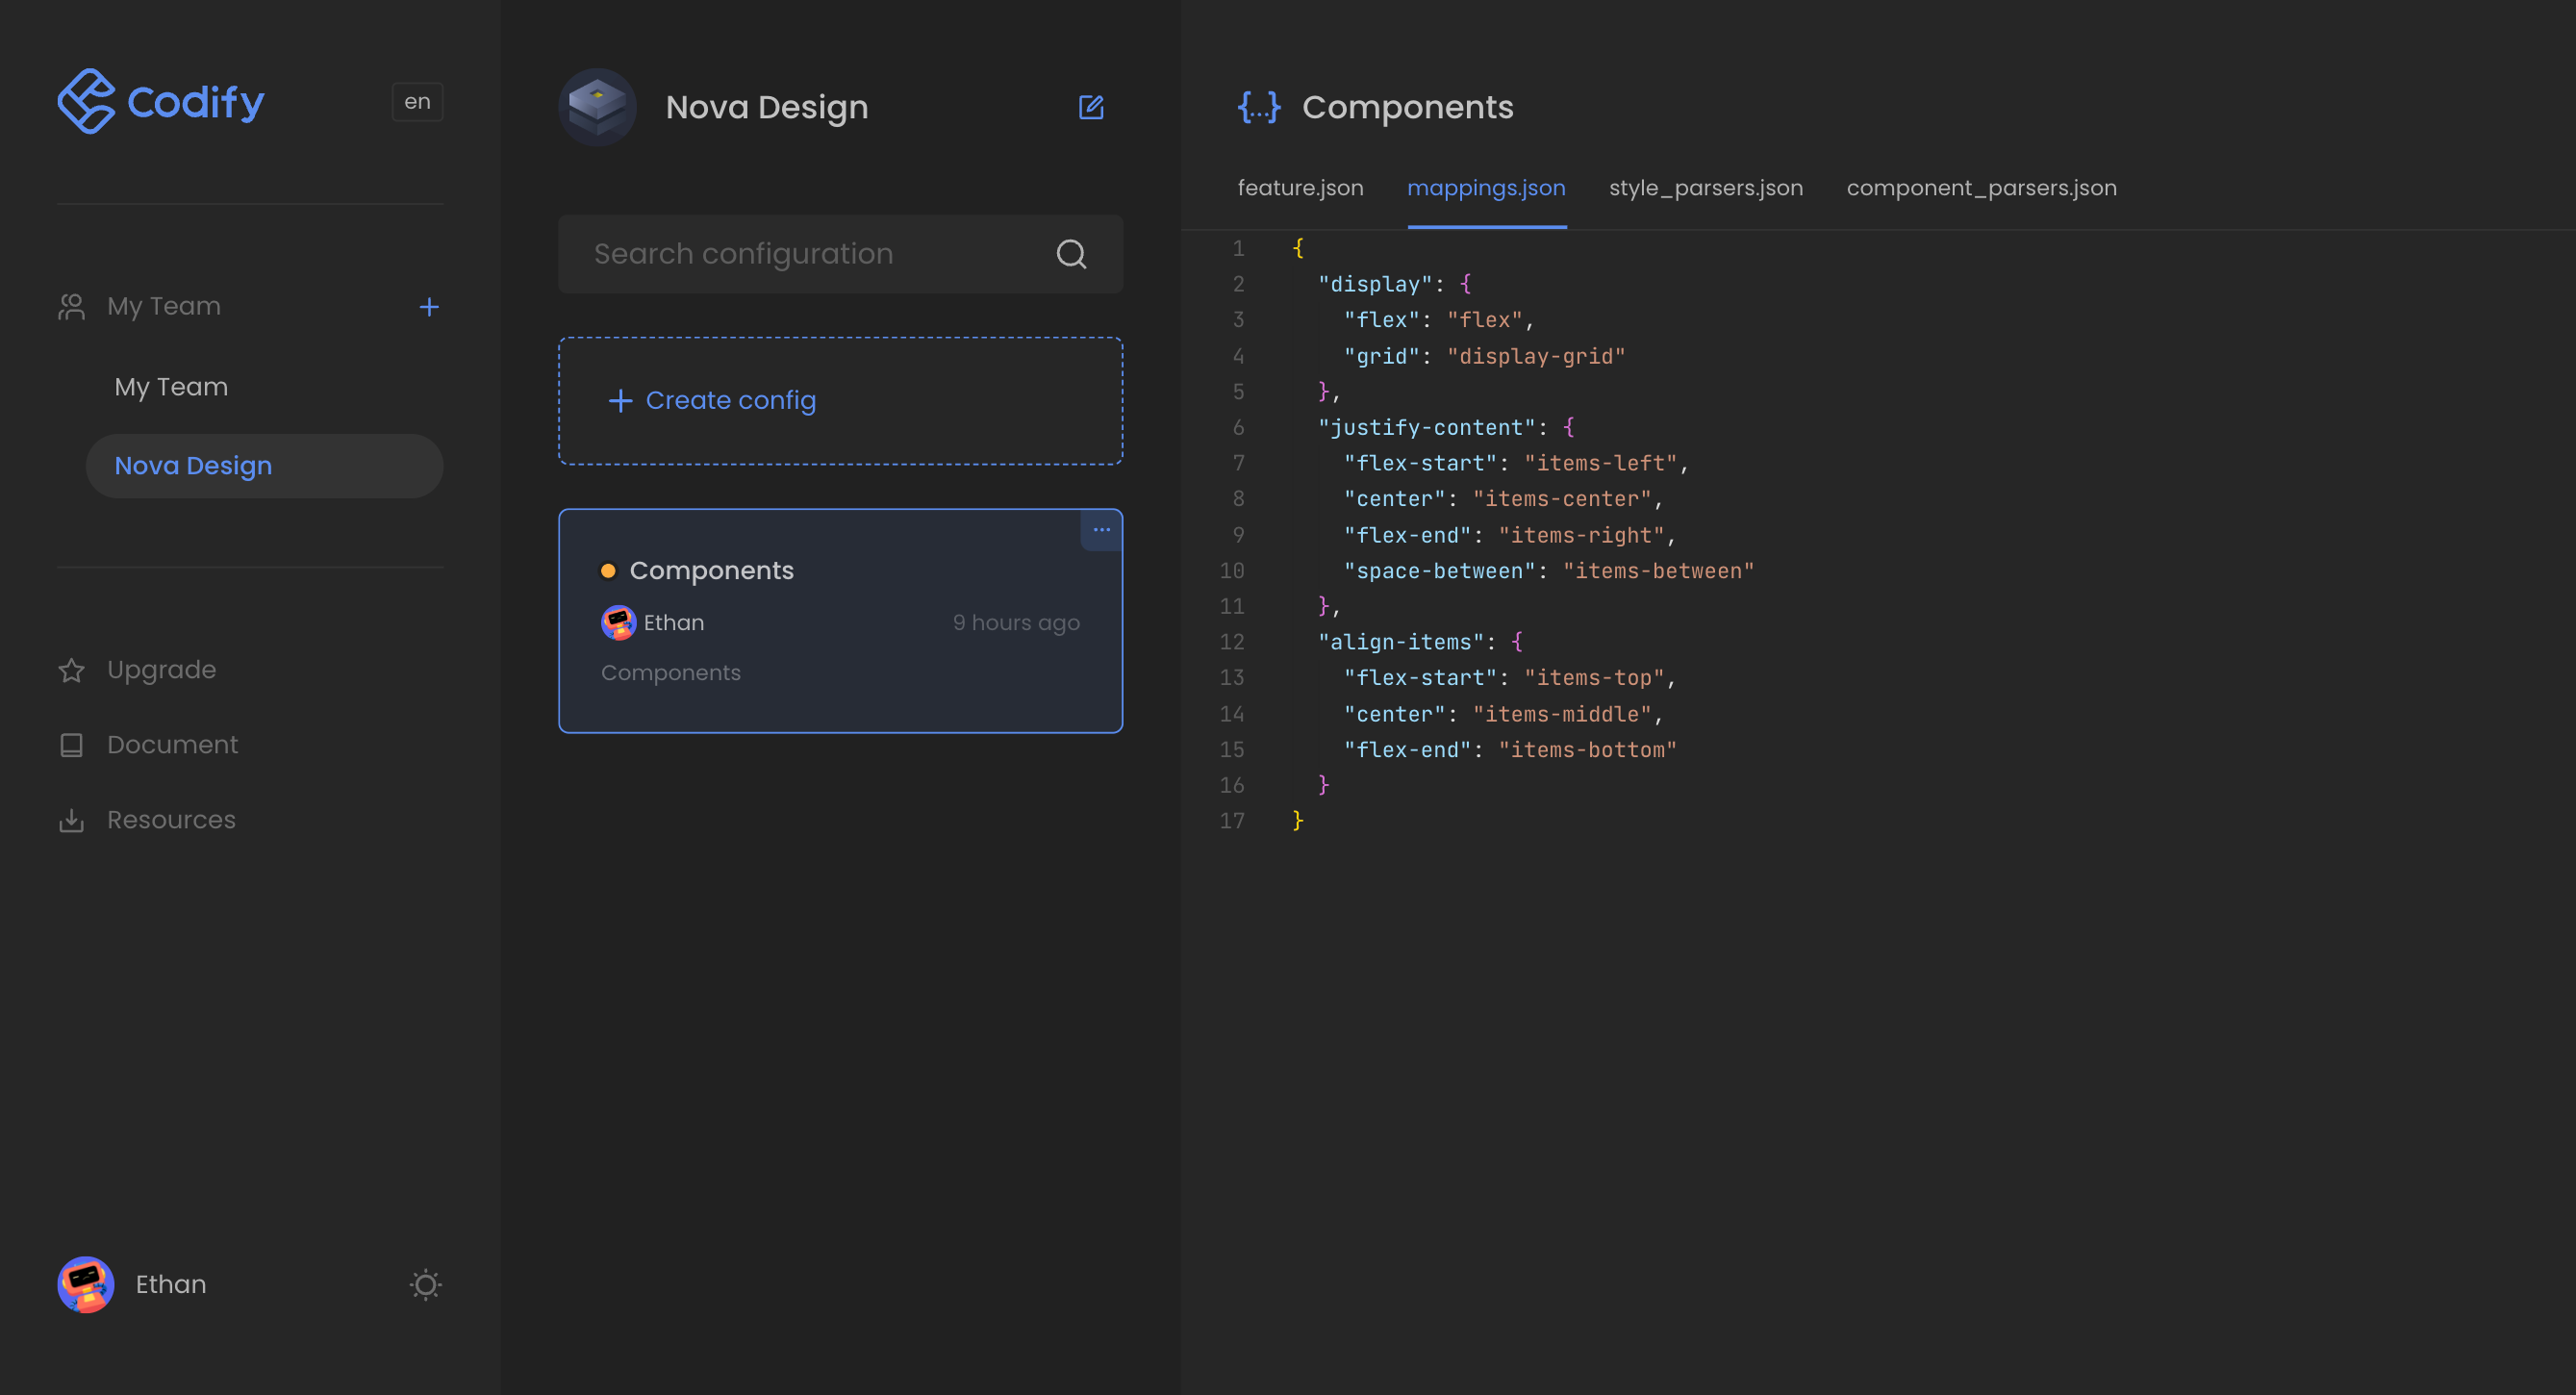 Codify
en
My Team
My Team
Nova Design
Upgrade
Document
Resources
Ethan
Nova Design
Search configuration
Create config
Components
Ethan
9 hours ago
Components
{...} Components
feature.json mappings.json style_parsers.json component_parsers.json
1 {
2   "display": {
3     "flex": "flex",
4     "grid": "display-grid"
5   },
6   "justify-content": {
7     "flex-start": "items-left",
8     "center": "items-center",
9     "flex-end": "items-right",
10     "space-between": "items-between"
11   },
12   "align-items": {
13     "flex-start": "items-top",
14     "center": "items-middle",
15     "flex-end": "items-bottom"
16   }
17 }